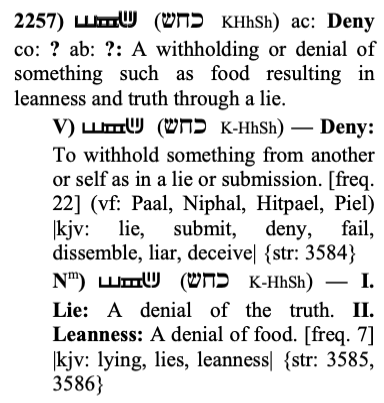 2257) (כחש KHhSh) ac: Deny
co: ? ab: ?: A withholding or denial of
something such as food resulting in
leanness and truth through a lie.
V) (כחש K-HhSh) — Deny:
To withhold something from another
or self as in a lie or submission. [freq.
22] (vf: Paal, Niphal, Hitpael, Piel)
|kjv: lie, submit, deny, fail,
dissemble, liar, deceive| {str: 3584}
Nᵐ) (כחש K-HhSh) — I.
Lie: A denial of the truth. II.
Leanness: A denial of food. [freq. 7]
|kjv: lying, lies, leanness| {str: 3585,
3586}